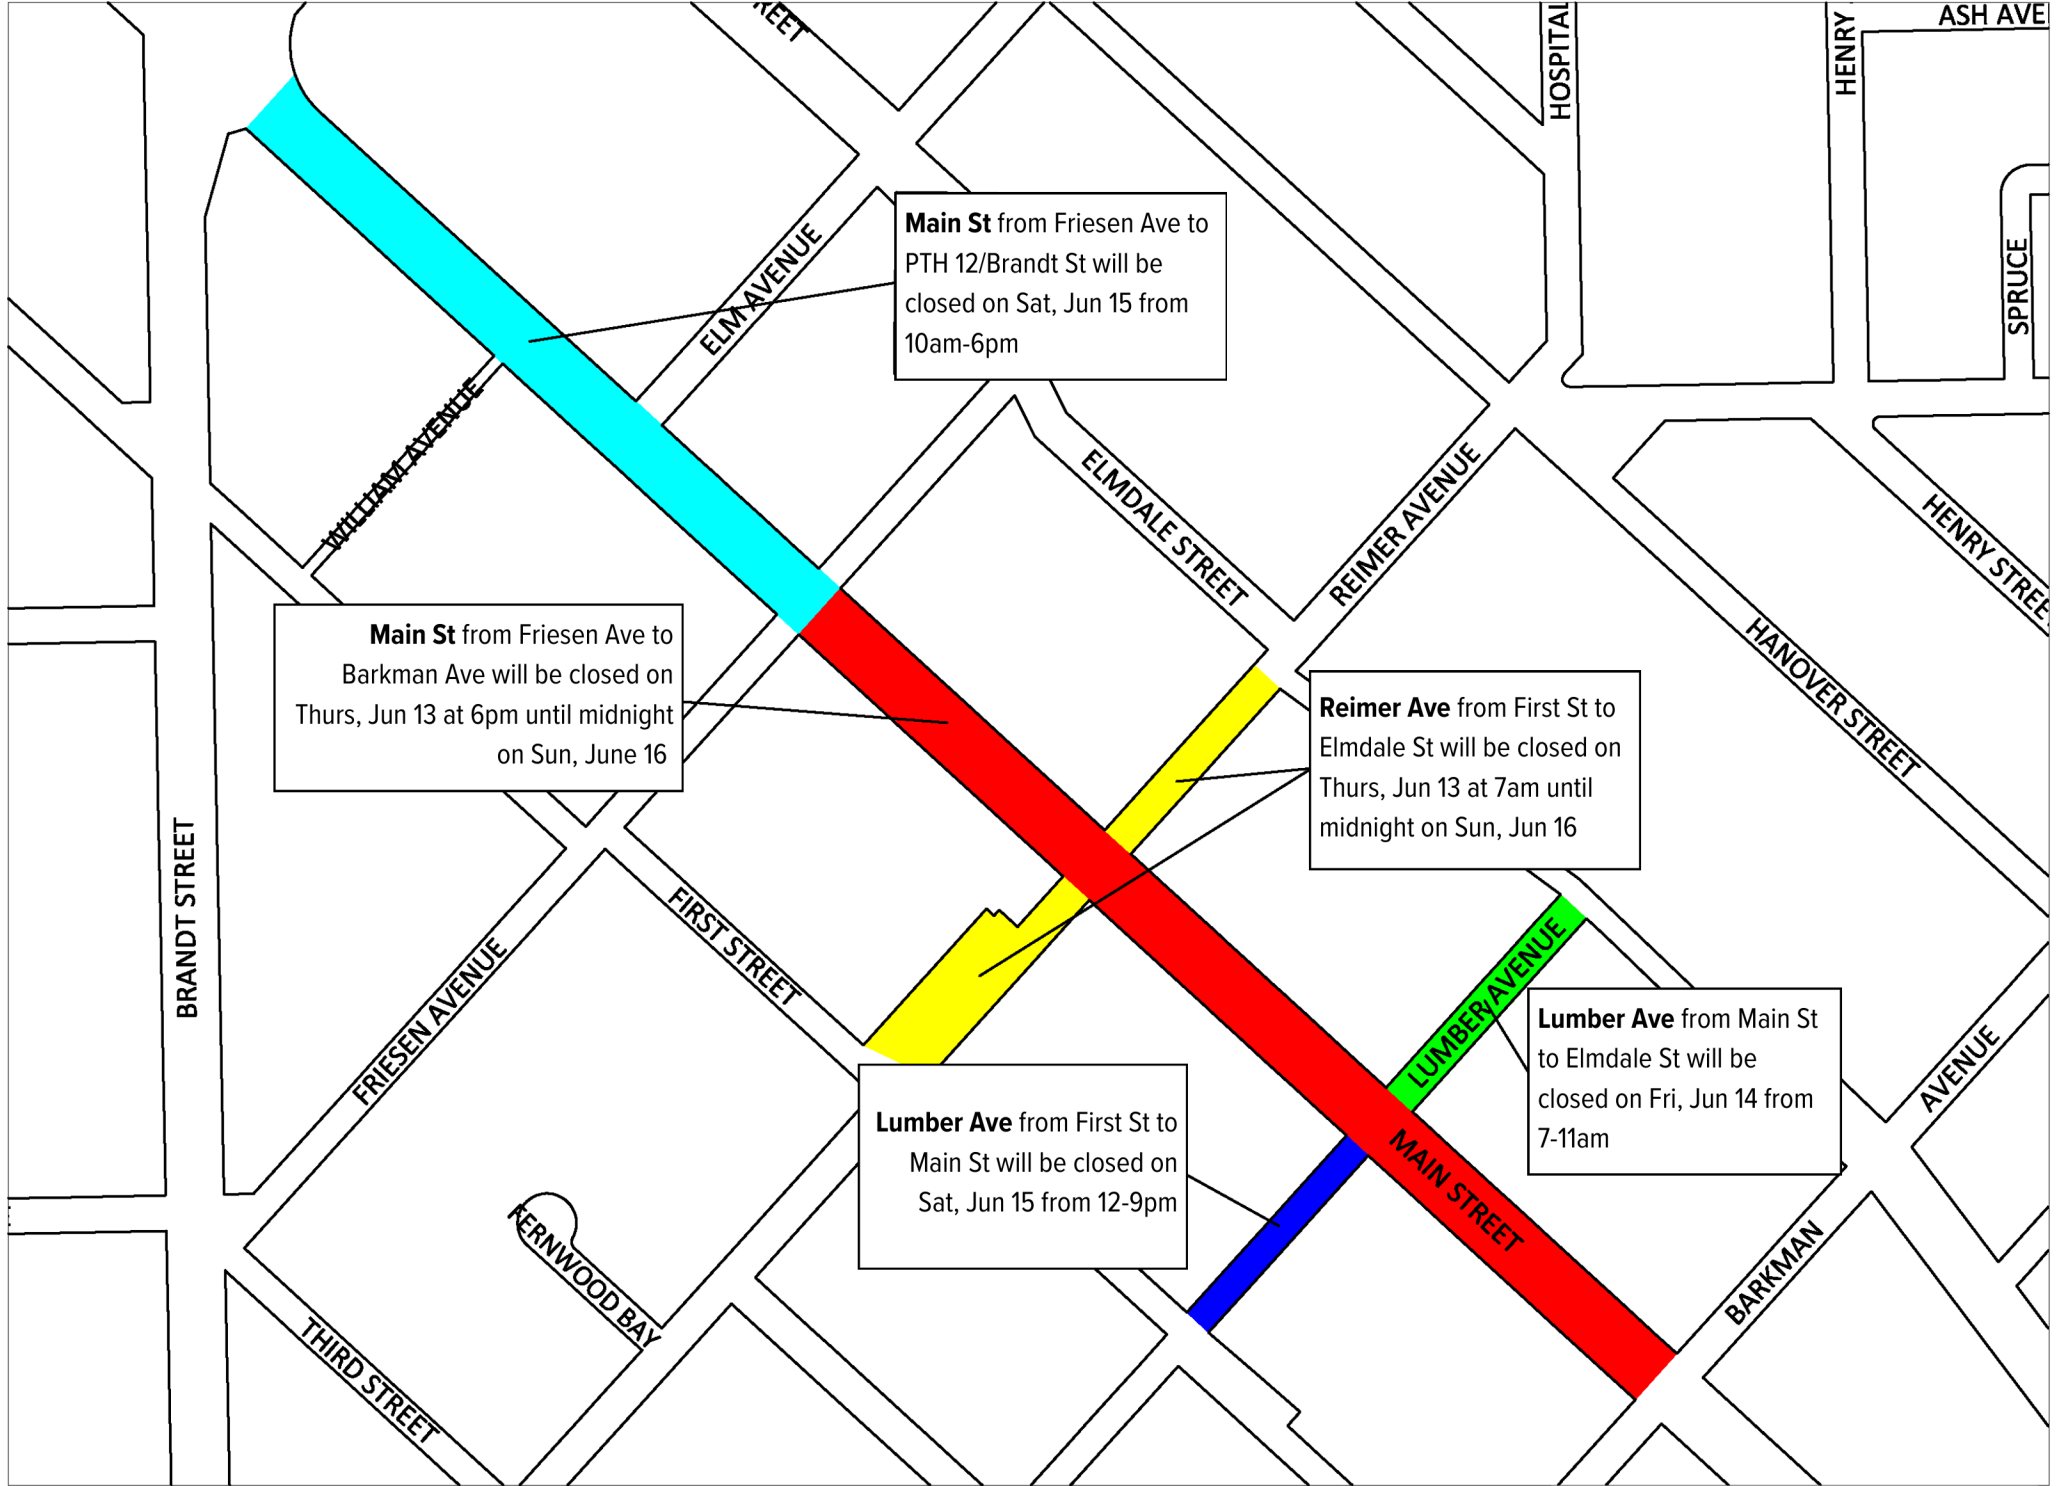 REET
HOSPITAL
HENRY
ASH AVE
SPRUCE
ELM AVENUE
Main St from Friesen Ave to
PTH 12/Brandt St will be
closed on Sat, Jun 15 from
10am-6pm
WILLIAM AVENUE
ELMDALE STREET
REIMER AVENUE
HENRY STREET
HANOVER STREET
Main St from Friesen Ave to
Barkman Ave will be closed on
Thurs, Jun 13 at 6pm until midnight
on Sun, June 16
Reimer Ave from First St to
Elmdale St will be closed on
Thurs, Jun 13 at 7am until
midnight on Sun, Jun 16
BRANDT STREET
FIRST STREET
FRIESEN AVENUE
LUMBER AVENUE
Lumber Ave from Main St
to Elmdale St will be
closed on Fri, Jun 14 from
7-11am
AVENUE
Lumber Ave from First St to
Main St will be closed on
Sat, Jun 15 from 12-9pm
MAIN STREET
BARKMAN
FERNWOOD BAY
THIRD STREET